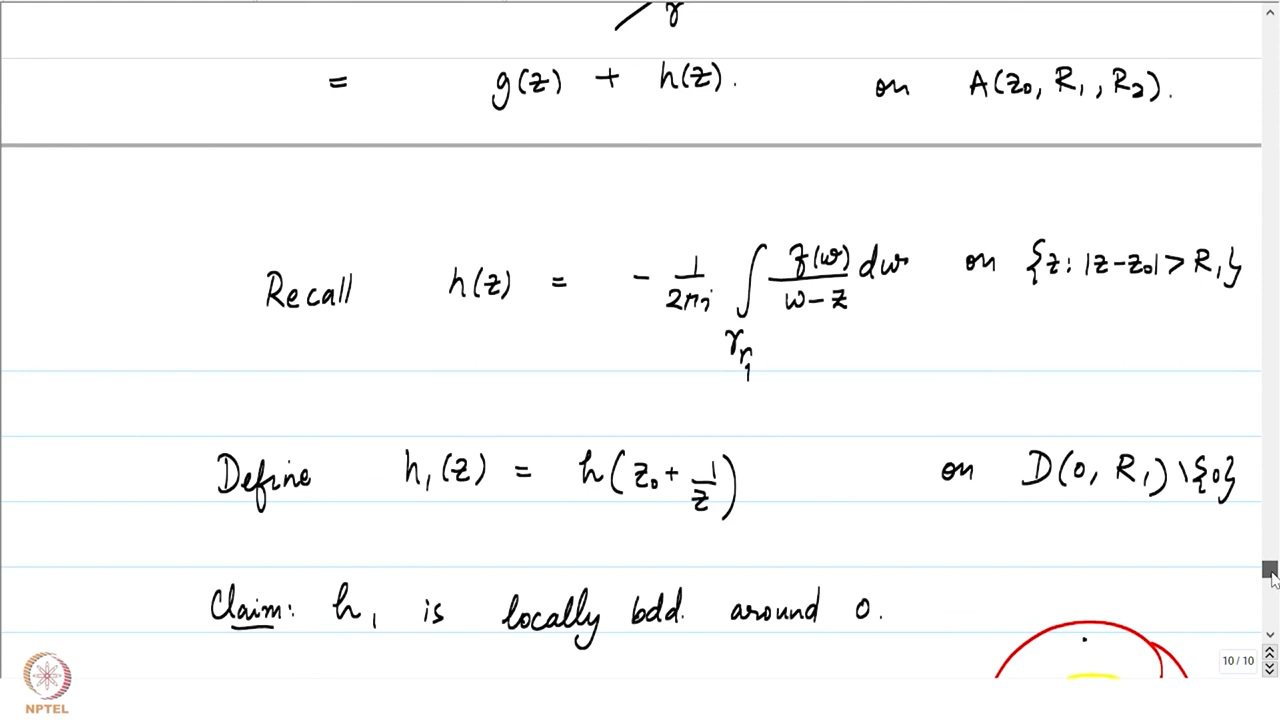 γ
= g(z) + h(z). on A(z₀, R₁, R₂).
Recall h(z) = - 1/2πi ∫_{γ_{r₁}} f(w)/(w-z) dw on {z: |z-z₀| > R₁}
Define h₁(z) = h(z₀ + 1/z) on D(0, R₁) \ {0}
Claim: h₁ is locally bdd. around 0.
10 / 10
NPTEL